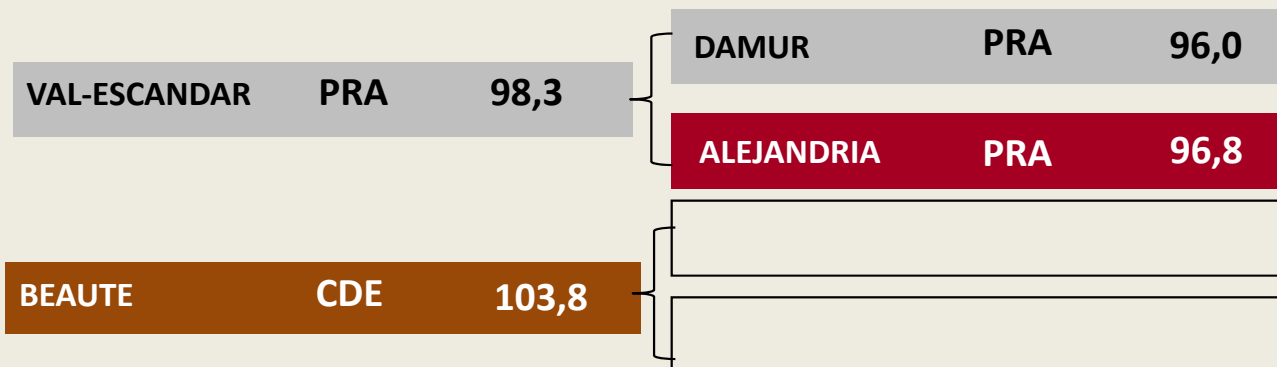 DAMUR PRA 96,0
VAL-ESCANDAR PRA 98,3
ALEJANDRIA PRA 96,8
BEAUTE CDE 103,8